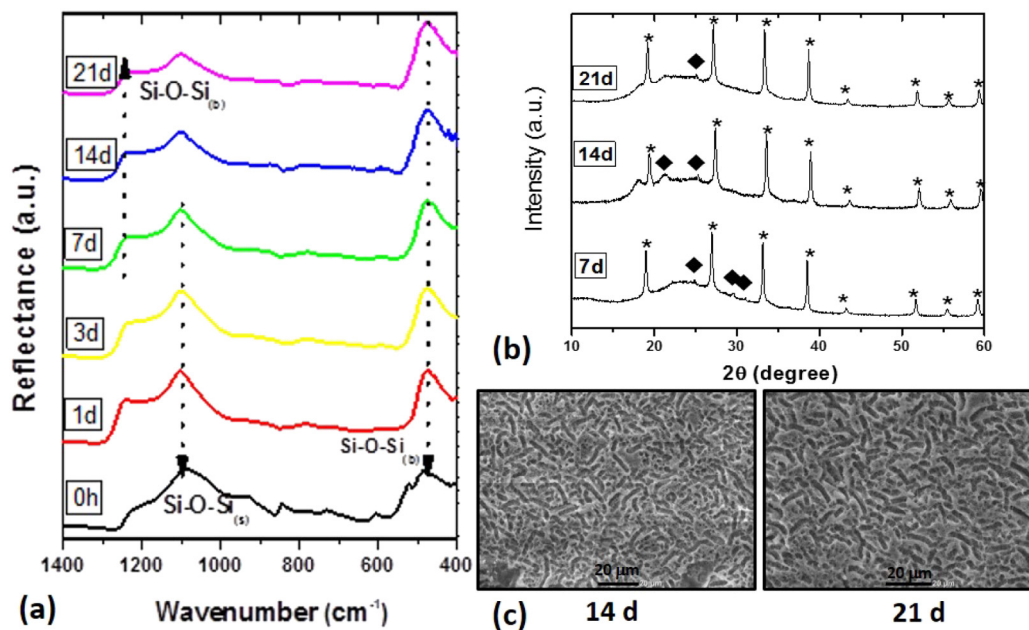 21d
Si-O-Si(b)
14d
7d
3d
1d
Si-O-Si(b)
0h
Si-O-Si(s)
Reflectance (a.u.)
1400 1200 1000 800 600 400
Wavenumber (cm-1)
(a)
21d
14d
7d
Intensity (a.u.)
10 20 30 40 50 60
2θ (degree)
(b)
20 µm
20 µm
(c)
14 d
21 d